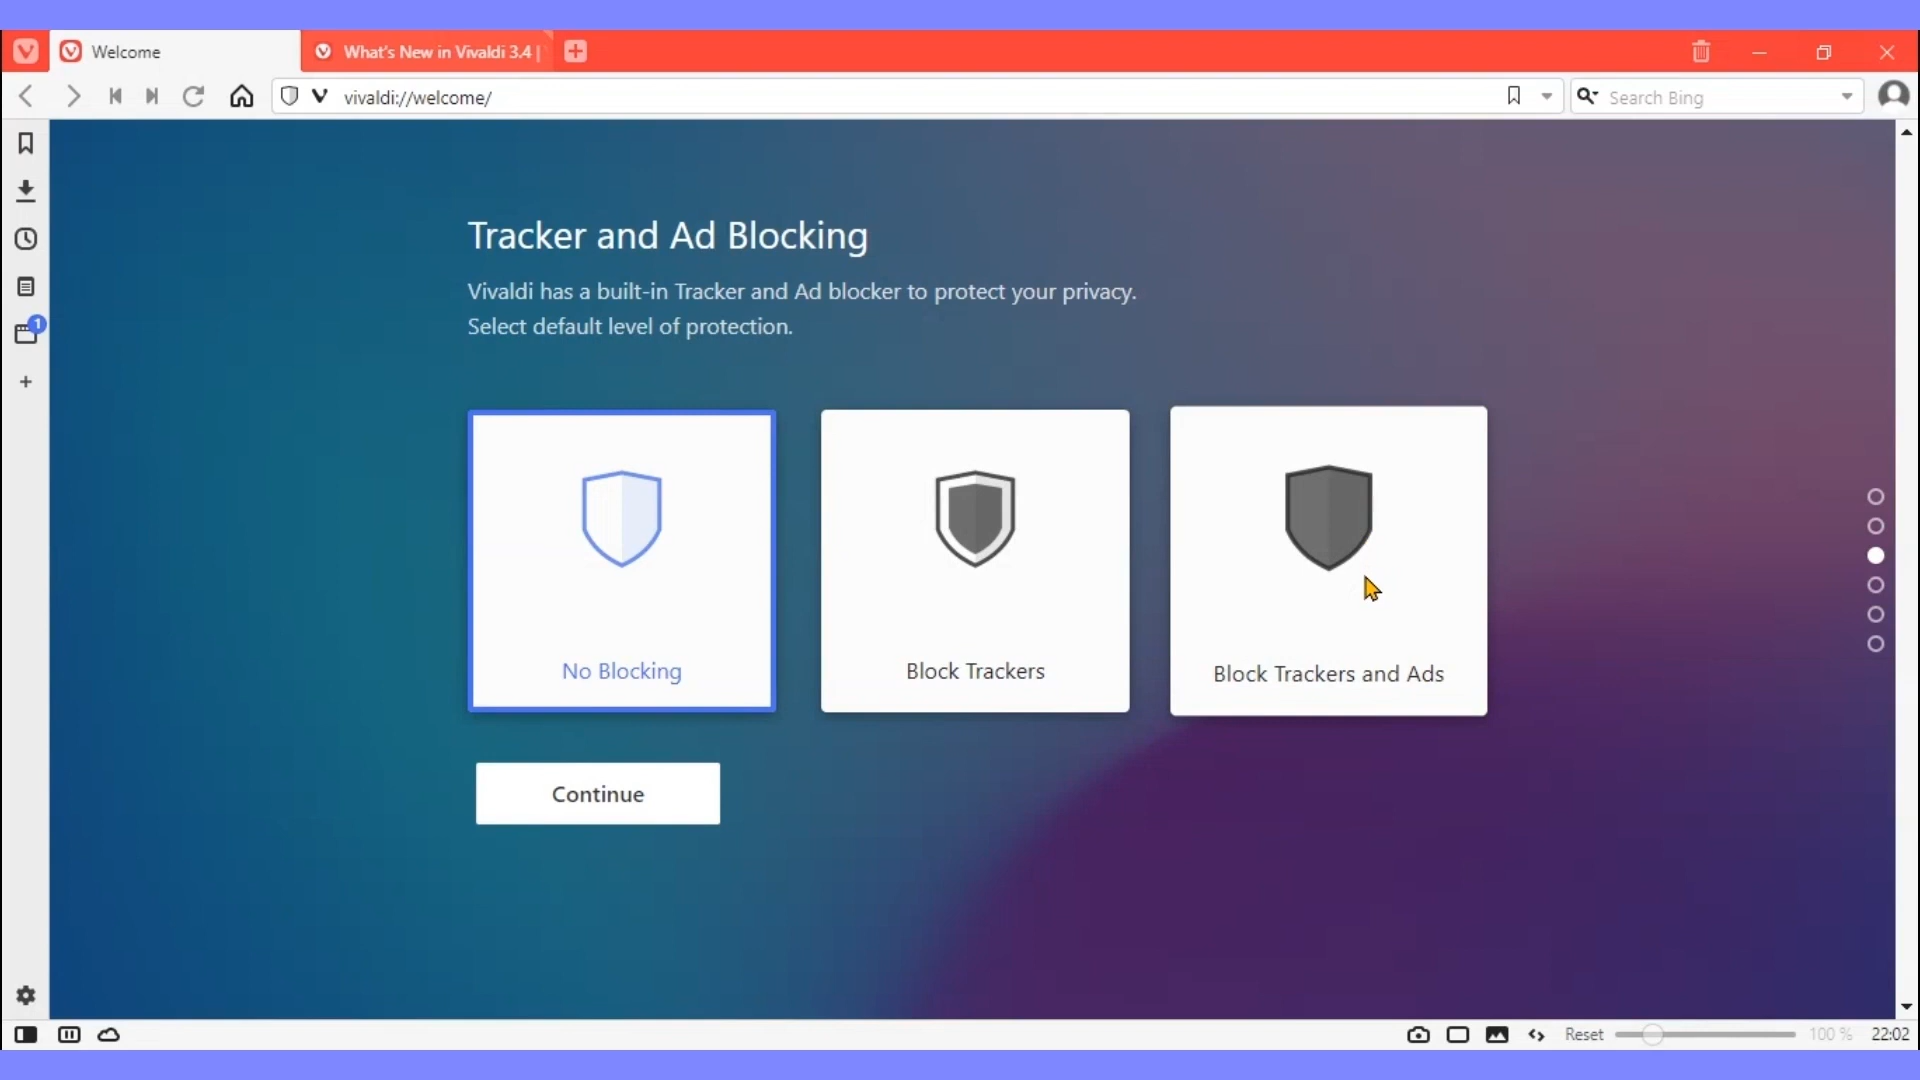 Welcome
What's New in Vivaldi 3.4 |
vivaldi://welcome/
Search Bing
1
Tracker and Ad Blocking
Vivaldi has a built-in Tracker and Ad blocker to protect your privacy.
Select default level of protection.
No Blocking
Block Trackers
Block Trackers and Ads
Continue
Reset
100 %
22:02